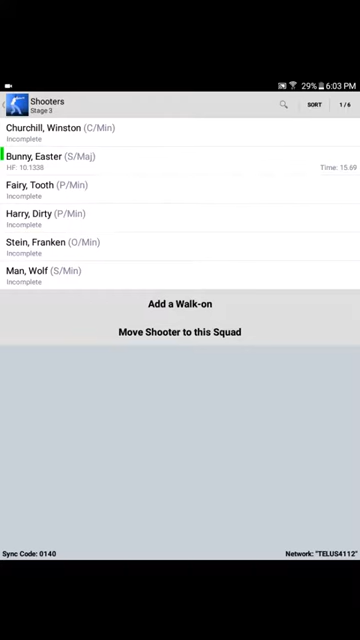 29% 6:03 PM
Shooters
Stage 3
SORT
1 / 6
Churchill, Winston (C/Min)
Incomplete
Bunny, Easter (S/Maj)
HF: 10.1338
Time: 15.69
Fairy, Tooth (P/Min)
Incomplete
Harry, Dirty (P/Min)
Incomplete
Stein, Franken (O/Min)
Incomplete
Man, Wolf (S/Min)
Incomplete
Add a Walk-on
Move Shooter to this Squad
Sync Code: 0140
Network: "TELUS4112"